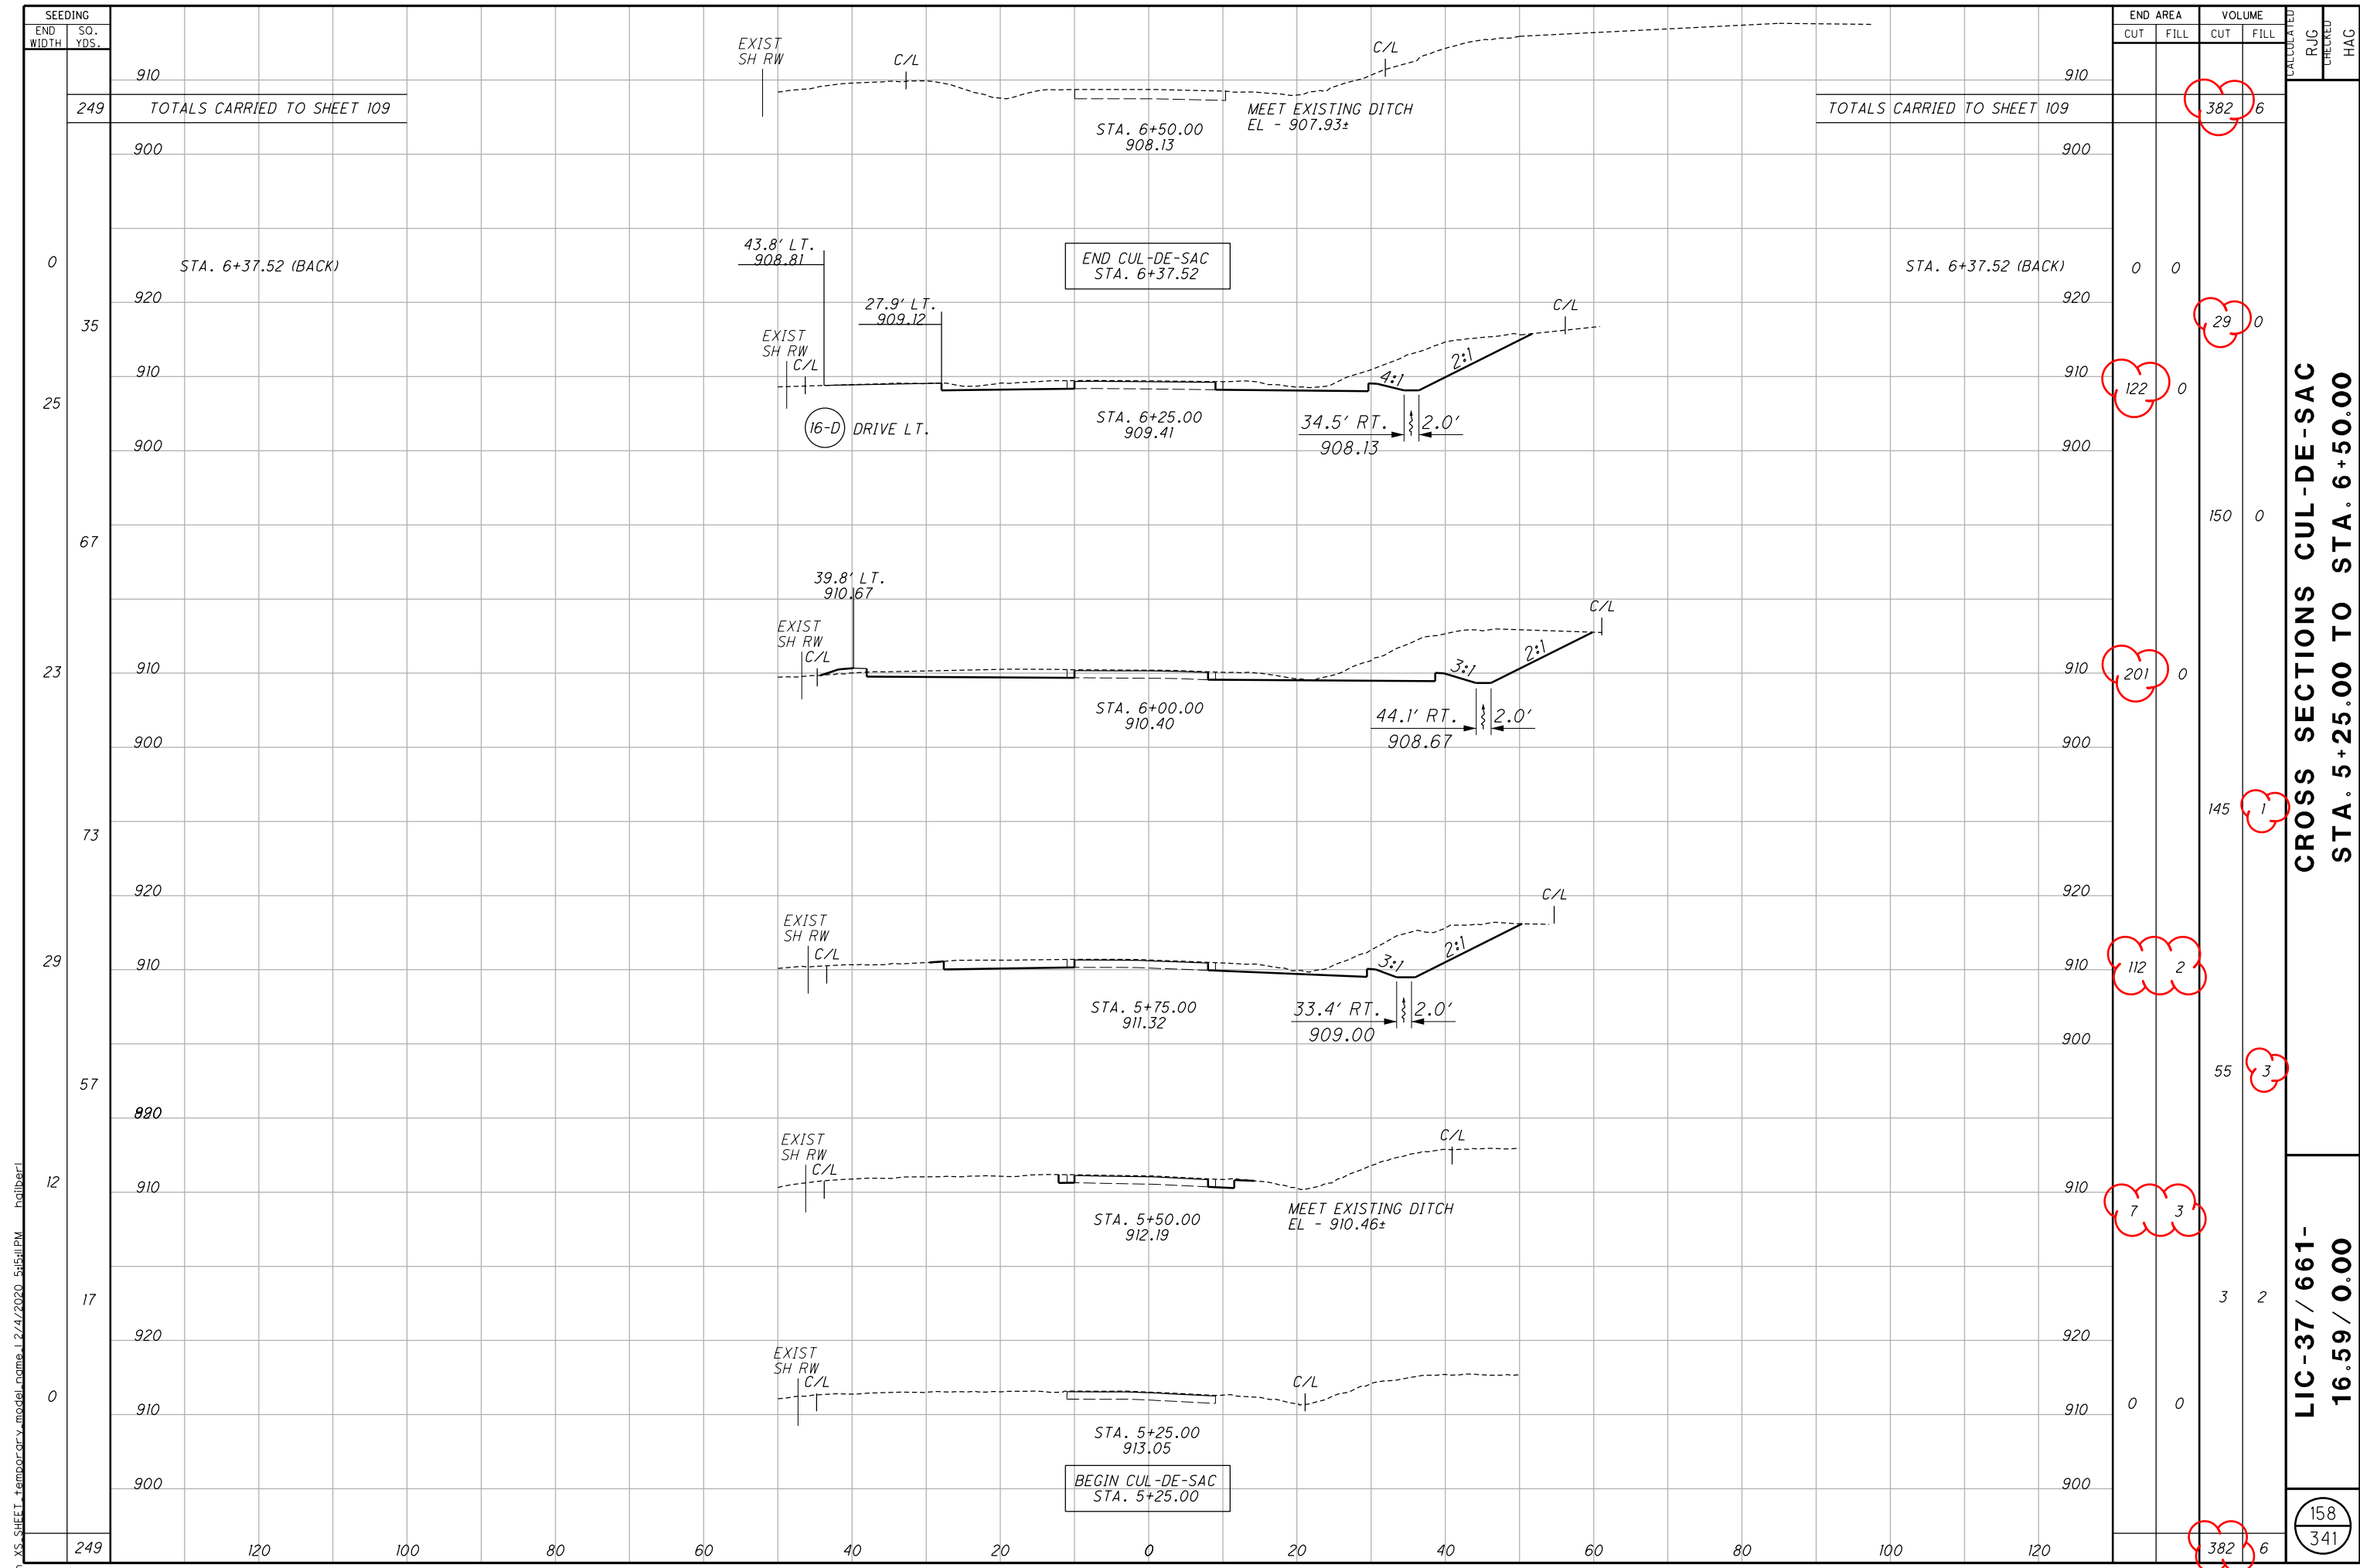 SEEDING
END WIDTH
SQ. YDS.
END AREA
VOLUME
CUT
FILL
CUT
FILL
CALCULATED
RJG
CHECKED
HAG
EXIST
SH RW
C/L
C/L
910
910
249
TOTALS CARRIED TO SHEET 109
MEET EXISTING DITCH
EL - 907.93±
TOTALS CARRIED TO SHEET 109
382
6
STA. 6+50.00
908.13
900
900
43.8' LT.
908.81
END CUL-DE-SAC
STA. 6+37.52
0
STA. 6+37.52 (BACK)
STA. 6+37.52 (BACK)
0
0
920
920
27.9' LT.
909.12
C/L
35
29
0
EXIST
SH RW
C/L
910
4:1
2:1
910
122
0
25
16-D
DRIVE LT.
STA. 6+25.00
909.41
34.5' RT.
2.0'
908.13
900
900
67
150
0
39.8' LT.
910.67
C/L
EXIST
SH RW
C/L
23
910
3:1
2:1
910
201
0
STA. 6+00.00
910.40
44.1' RT.
2.0'
908.67
900
900
73
145
1
920
920
C/L
EXIST
SH RW
C/L
29
910
3:1
2:1
910
112
2
STA. 5+75.00
911.32
33.4' RT.
2.0'
909.00
900
57
55
3
C/L
EXIST
SH RW
C/L
12
910
910
MEET EXISTING DITCH
EL - 910.46±
STA. 5+50.00
912.19
7
3
17
3
2
920
920
EXIST
SH RW
C/L
C/L
0
910
910
0
0
STA. 5+25.00
913.05
BEGIN CUL-DE-SAC
STA. 5+25.00
900
900
249
120
100
80
60
40
20
0
20
40
60
80
100
120
382
6
CROSS SECTIONS CUL-DE-SAC
STA. 5+25.00 TO STA. 6+50.00
LIC-37/661-
16.59/0.00
158
341
XS_SHEET_temporary_model_name_1 2/4/2020 5:15:11 PM